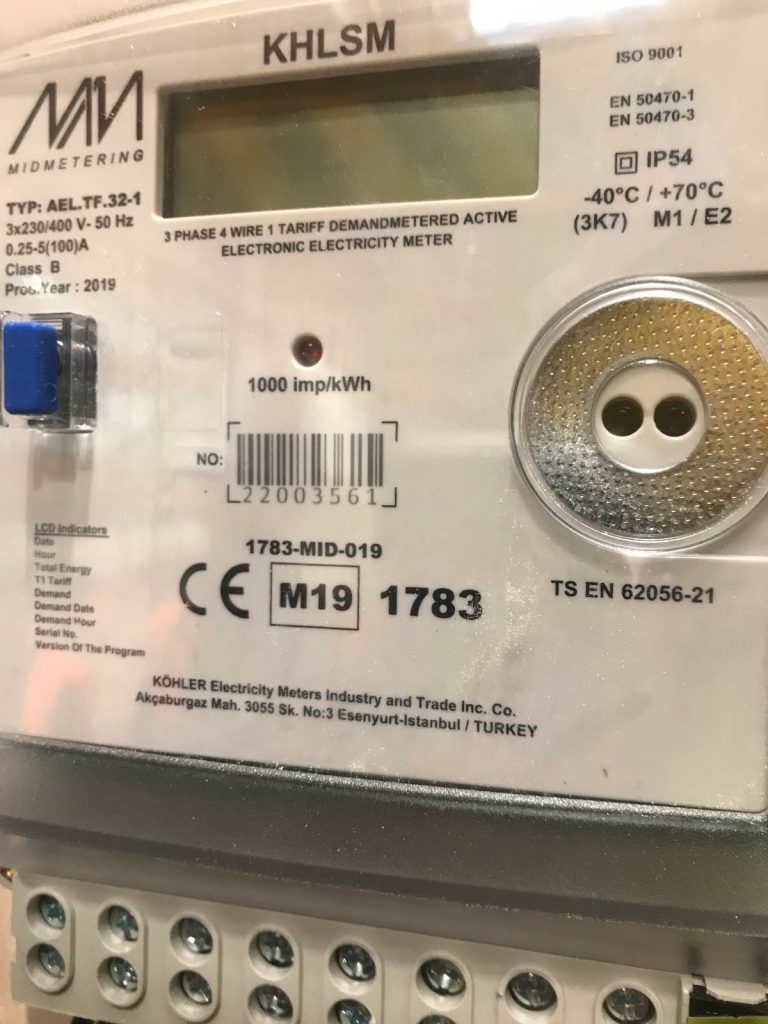 KHLSM
MIDMETERING
TYP: AEL.TF.32-1
3x230/400 V- 50 Hz
0.25-5(100)A
Class B
Prod.Year : 2019
ISO 9001
EN 50470-1
EN 50470-3
IP54
-40°C / +70°C
(3K7) M1 / E2
3 PHASE 4 WIRE 1 TARIFF DEMANDMETERED ACTIVE
ELECTRONIC ELECTRICITY METER
1000 imp/kWh
NO:
22003561
LCD Indicators
Date
Hour
Total Energy
T1 Tariff
Demand
Demand Date
Demand Hour
Serial No.
Version Of The Program
1783-MID-019
CE M19 1783
TS EN 62056-21
KÖHLER Electricity Meters Industry and Trade Inc. Co.
Akçaburgaz Mah. 3055 Sk. No:3 Esenyurt-Istanbul / TURKEY